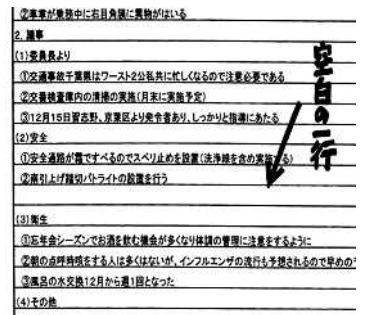 ②車掌が乗務中に右目角膜に異物がはいる
2. 議事
(1)委員長より
①交通事故千葉県はワースト2公私共に忙しくなるので注意必要である
②交番検査庫内の清掃の実施(月末に実施予定)
③12月15日習志野、京葉区より発令者あり、しっかりと指導にあたる
(2)安全
①安全通路が霜ですべるのでスベリ止めを設置(洗浄線を含め実施する)
②南引上げ踏切パトライトの設置を行う
空白の一行
(3)衛生
①忘年会シーズンでお酒を飲む機会が多くなり体調の管理に注意をするように
②朝の点呼時咳をする人は多くはないが、インフルエンザの流行も予想されるので早めの
③風呂の水交換12月から週1回となった
(4)その他